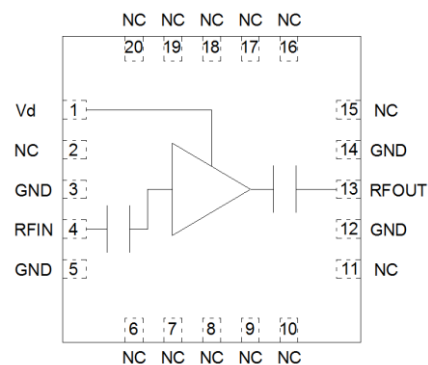 NC NC NC NC NC
20 19 18 17 16
Vd 1 15 NC
NC 2 14 GND
GND 3 13 RFOUT
RFIN 4 12 GND
GND 5 11 NC
6 7 8 9 10
NC NC NC NC NC